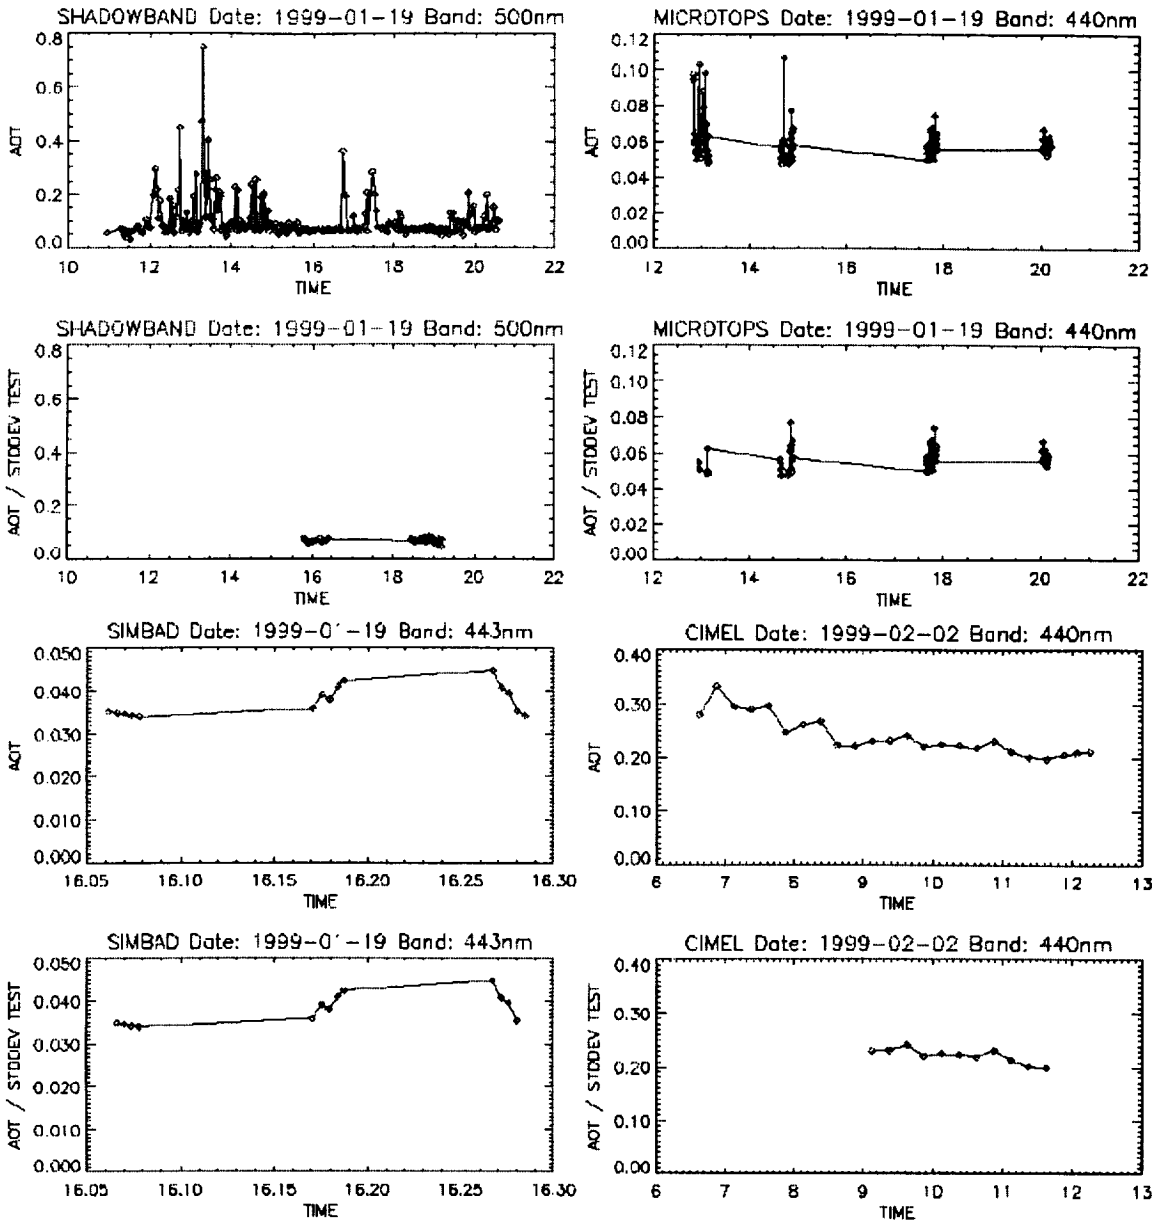 SHADOWBAND Date: 1999-01-19 Band: 500nm
AOT
0.8
0.6
0.4
0.2
0.0
10 12 14 16 18 20 22
TIME
MICROTOPS Date: 1999-01-19 Band: 440nm
AOT
0.12
0.10
0.08
0.06
0.04
0.02
0.00
12 14 16 18 20 22
TIME
SHADOWBAND Date: 1999-01-19 Band: 500nm
AOT / STDDEV TEST
0.8
0.6
0.4
0.2
0.0
10 12 14 16 18 20 22
TIME
MICROTOPS Date: 1999-01-19 Band: 440nm
AOT / STDDEV TEST
0.12
0.10
0.08
0.06
0.04
0.02
0.00
12 14 16 18 20 22
TIME
SIMBAD Date: 1999-01-19 Band: 443nm
AOT
0.050
0.040
0.030
0.020
0.010
0.000
16.05 16.10 16.15 16.20 16.25 16.30
TIME
CIMEL Date: 1999-02-02 Band: 440nm
AOT
0.40
0.30
0.20
0.10
0.00
6 7 8 9 10 11 12 13
TIME
SIMBAD Date: 1999-01-19 Band: 443nm
AOT / STDDEV TEST
0.050
0.040
0.030
0.020
0.010
0.000
16.05 16.10 16.15 16.20 16.25 16.30
TIME
CIMEL Date: 1999-02-02 Band: 440nm
AOT / STDDEV TEST
0.40
0.30
0.20
0.10
0.00
6 7 8 9 10 11 12 13
TIME